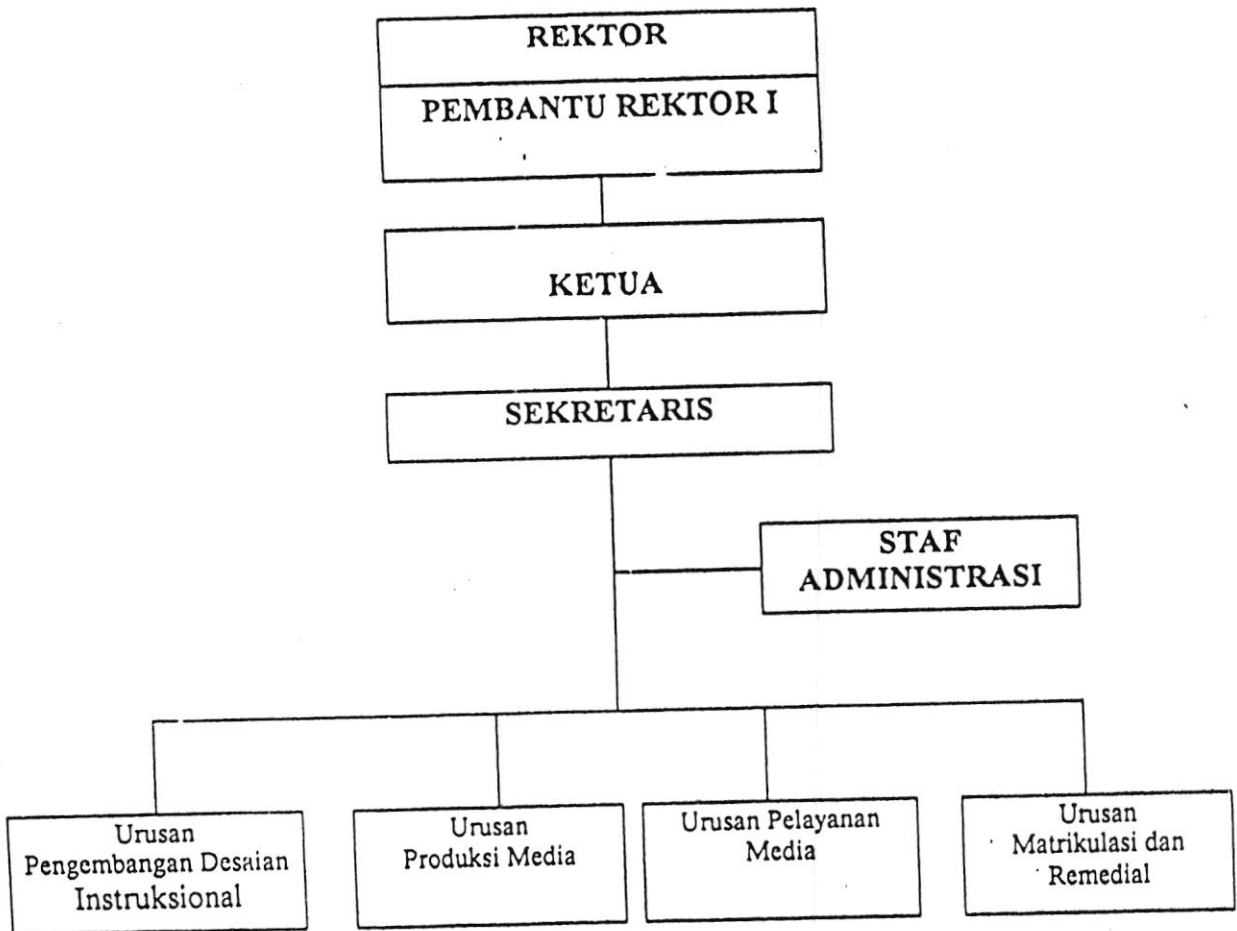 REKTOR
PEMBANTU REKTOR I
KETUA
SEKRETARIS
STAF
ADMINISTRASI
Urusan
Pengembangan Desaian
Instruksional
Urusan
Produksi Media
Urusan Pelayanan
Media
Urusan
Matrikulasi dan
Remedial